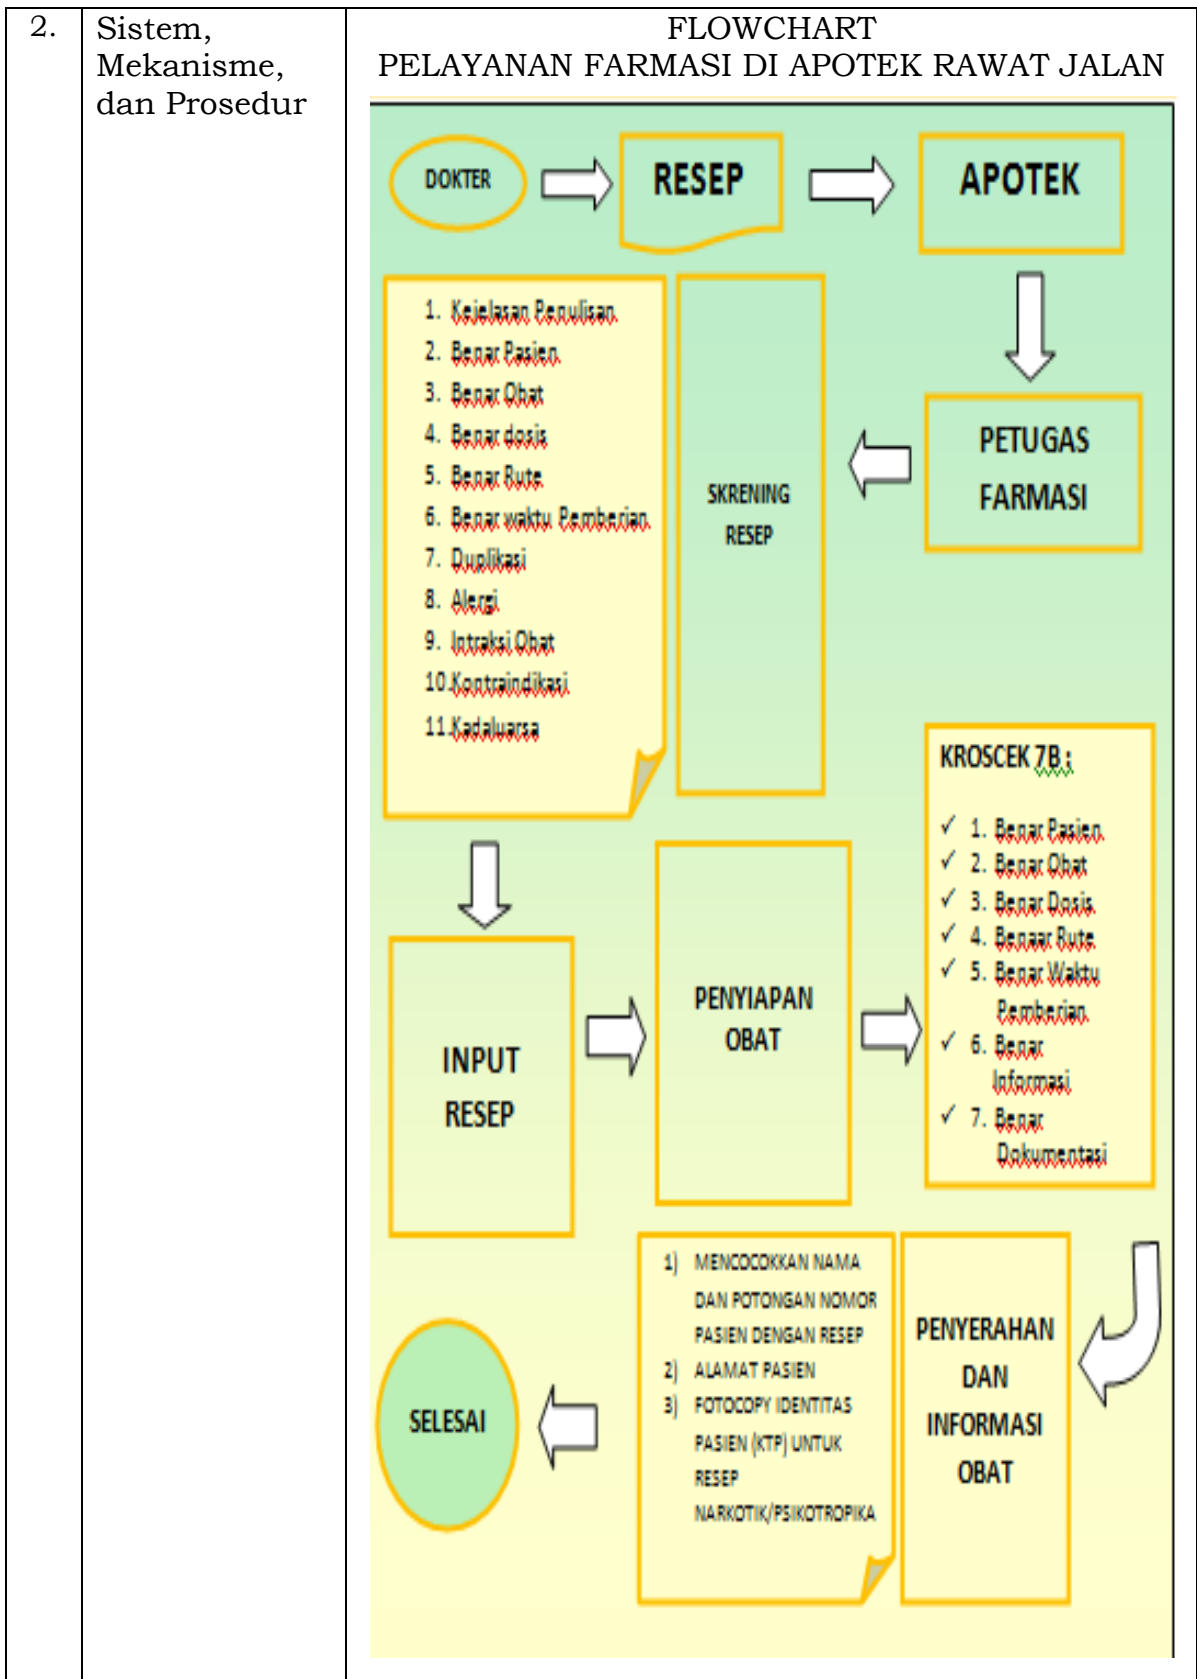 2.
Sistem,
Mekanisme,
dan Prosedur
FLOWCHART
PELAYANAN FARMASI DI APOTEK RAWAT JALAN
DOKTER
RESEP
APOTEK
PETUGAS
FARMASI
SKRENING
RESEP
1. Kejelasan Penulisan
2. Benar Pasien
3. Benar Obat
4. Benar dosis
5. Benar Rute
6. Benar waktu Pemberian
7. Duplikasi
8. Alergi
9. Intraksi Obat
10.Kontraindikasi
11.Kadaluarsa
INPUT
RESEP
PENYIAPAN
OBAT
KROSCEK 7B :
✓ 1. Benar Pasien
✓ 2. Benar Obat
✓ 3. Benar Dosis
✓ 4. Benaar Rute
✓ 5. Benar Waktu
Pemberian
✓ 6. Benar
Informasi
✓ 7. Benar
Dokumentasi
PENYERAHAN
DAN
INFORMASI
OBAT
1) MENCOCOKKAN NAMA
DAN POTONGAN NOMOR
PASIEN DENGAN RESEP
2) ALAMAT PASIEN
3) FOTOCOPY IDENTITAS
PASIEN (KTP) UNTUK
RESEP
NARKOTIK/PSIKOTROPIKA
SELESAI